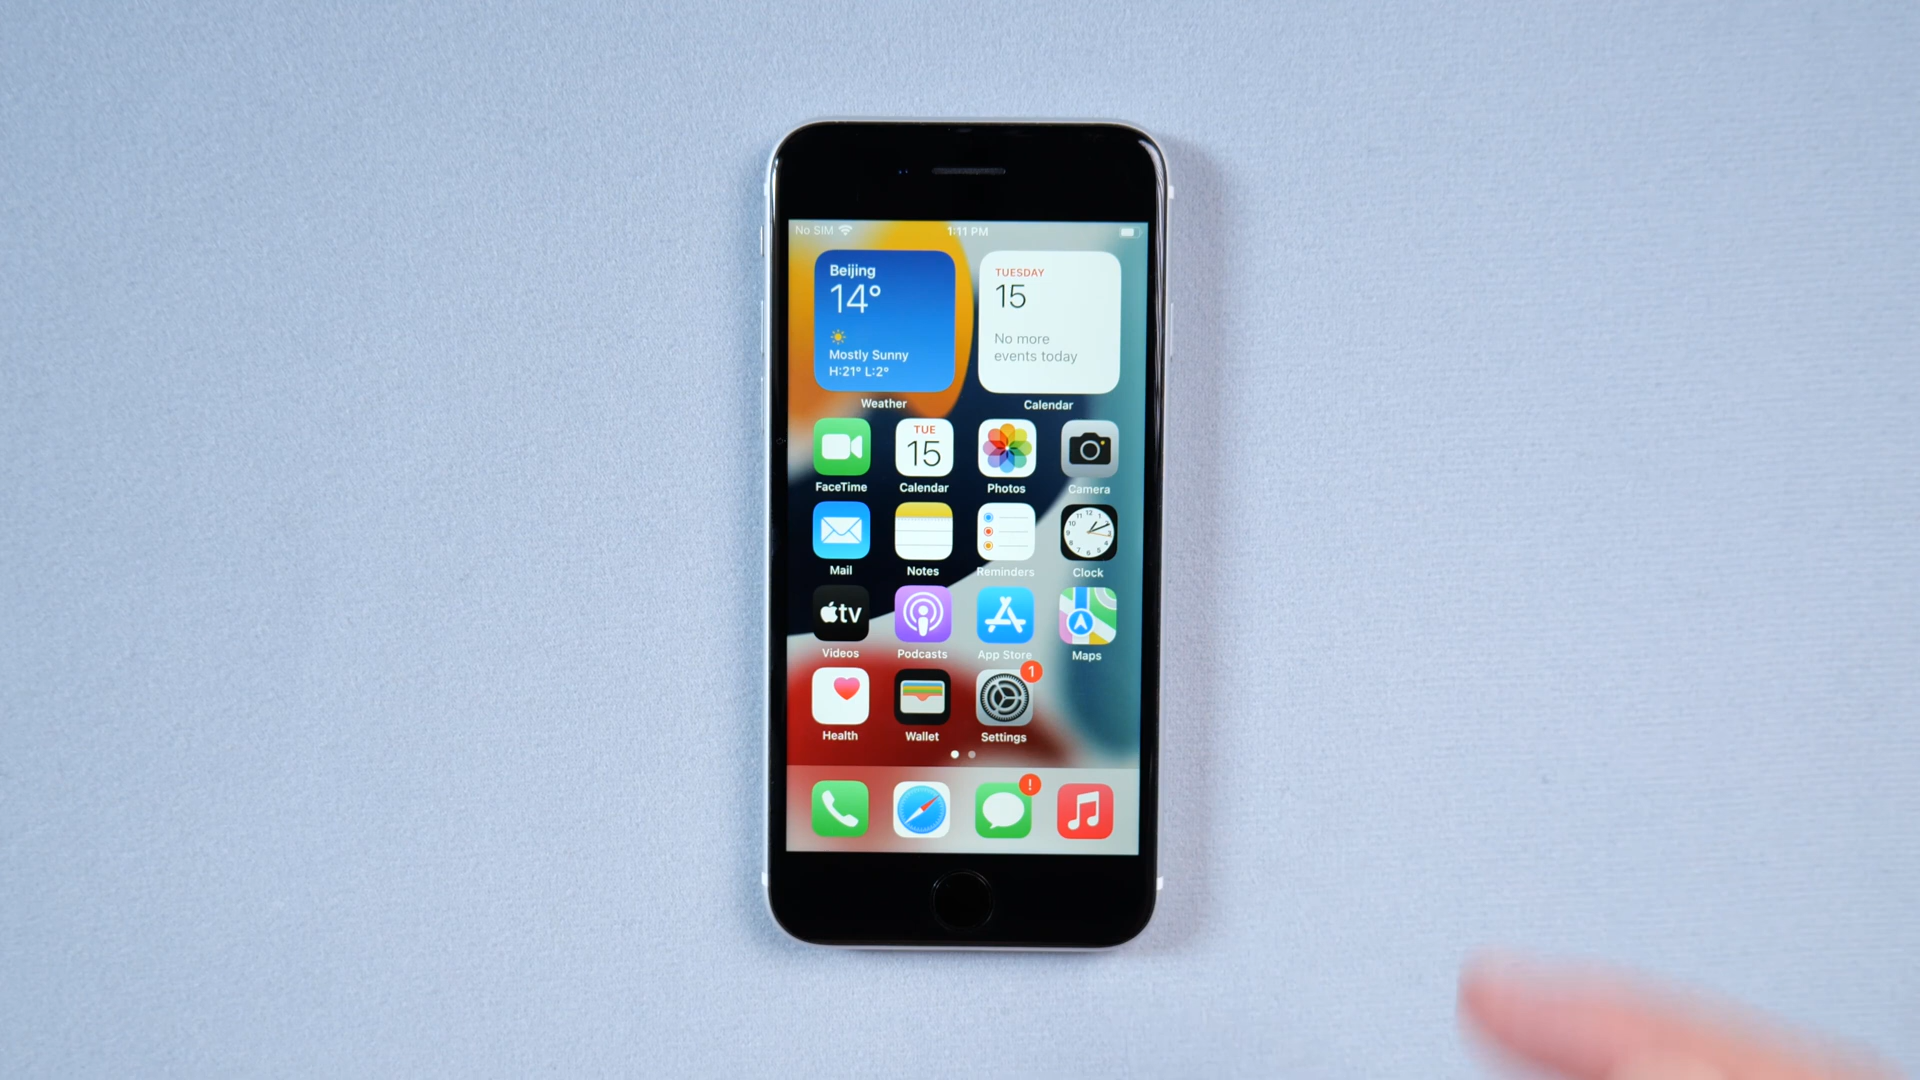 No SIM 1:11 PM
Beijing
14°
Mostly Sunny
H:21° L:2°
Weather
TUESDAY
15
No more
events today
Calendar
FaceTime
TUE
15
Calendar
Photos
Camera
Mail
Notes
Reminders
Clock
tv
Videos
Podcasts
App Store
Maps
Health
Wallet
1
Settings
!